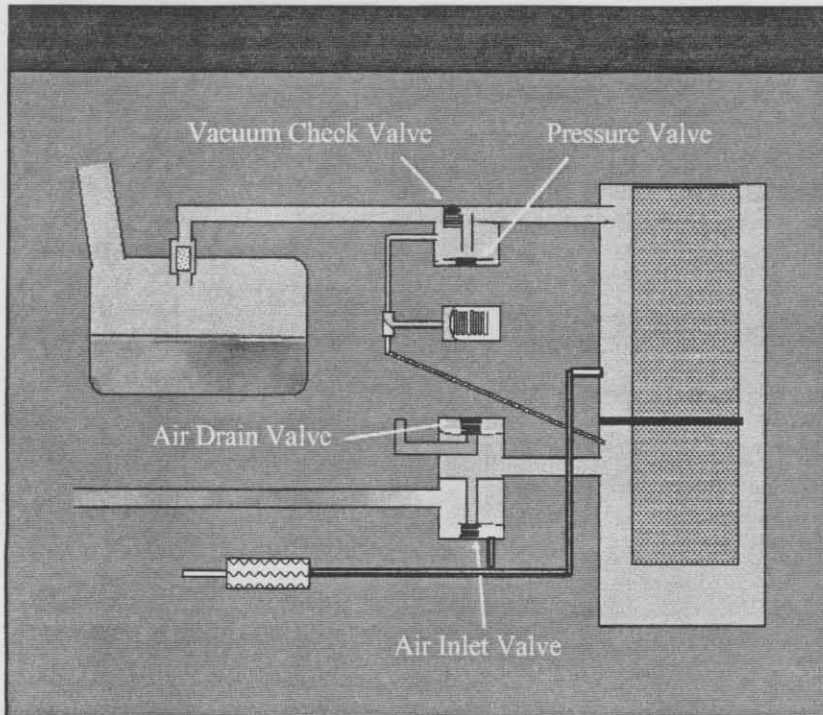 Vacuum Check Valve
Pressure Valve
Air Drain Valve
Air Inlet Valve